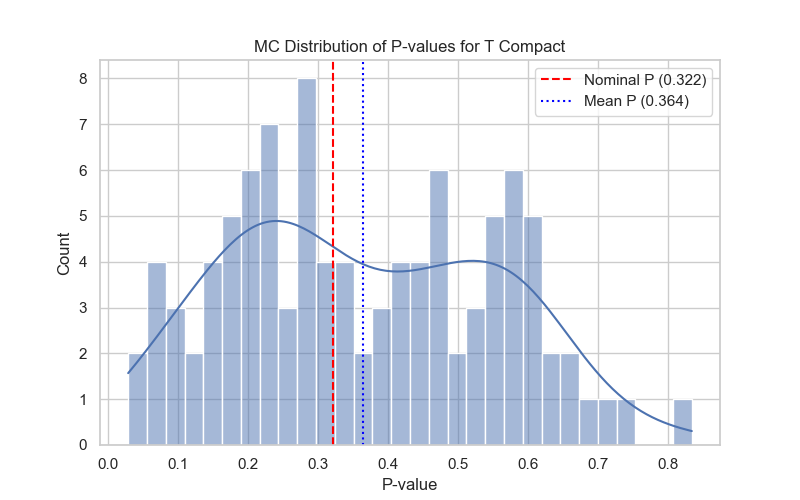 MC Distribution of P-values for T Compact
Nominal P (0.322)
Mean P (0.364)
8
7
6
5
4
3
2
1
0
Count
0.0 0.1 0.2 0.3 0.4 0.5 0.6 0.7 0.8
P-value